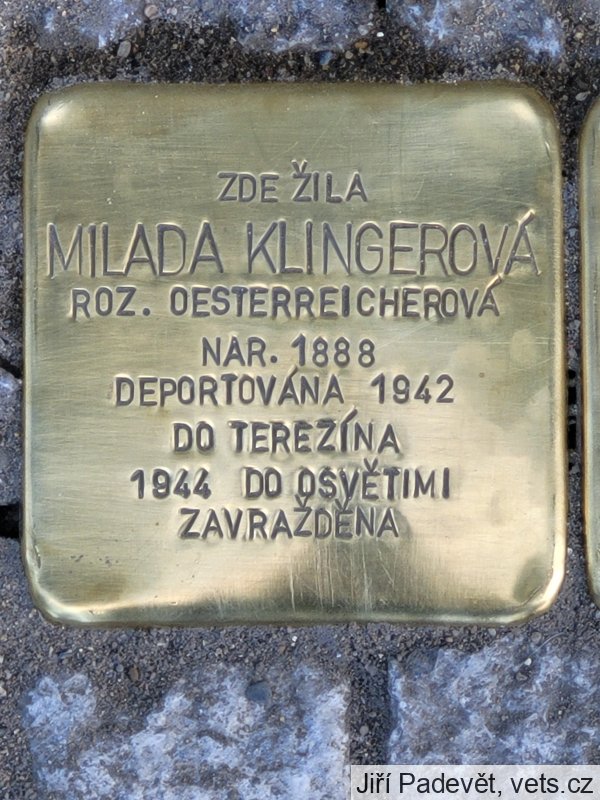 ZDE ŽILA
MILADA KLINGEROVÁ
ROZ. OESTERREICHEROVÁ
NAR. 1888
DEPORTOVÁNA 1942
DO TEREZÍNA
1944 DO OSVĚTIMI
ZAVRAŽDĚNA
Jiří Padevět, vets.cz